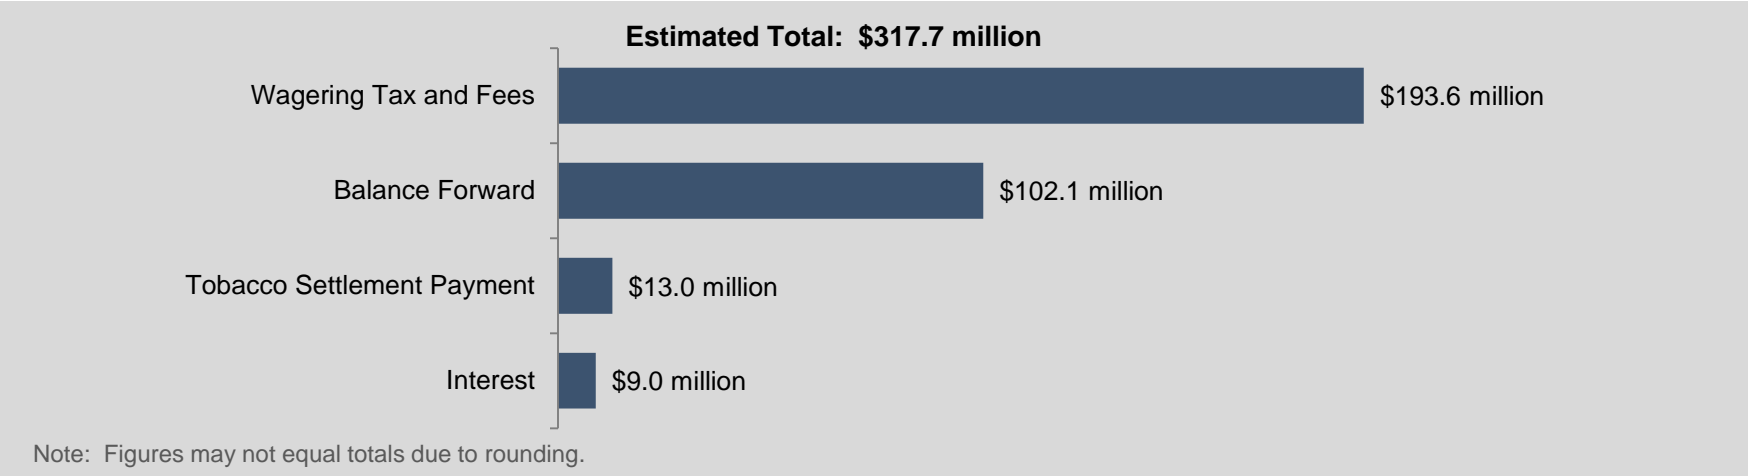 Estimated Total:  $317.7 million
Wagering Tax and Fees
$193.6 million
Balance Forward
$102.1 million
Tobacco Settlement Payment
$13.0 million
Interest
$9.0 million
Note:  Figures may not equal totals due to rounding.